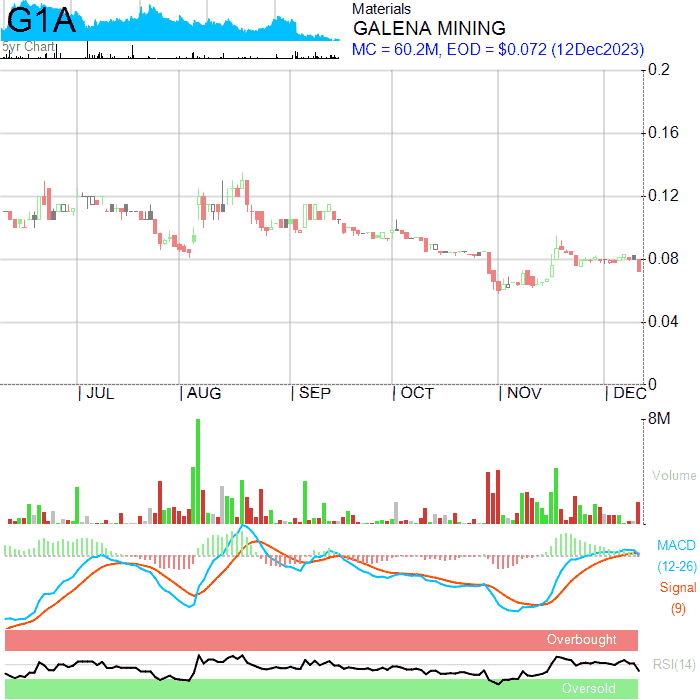 G1A
5yr Chart
Materials
GALENA MINING
MC = 60.2M, EOD = $0.072 (12Dec2023)
0.2
0.16
0.12
0.08
0.04
0
JUL AUG SEP OCT NOV DEC
8M
Volume
MACD
(12-26)
Signal
(9)
Overbought
RSI(14)
Oversold